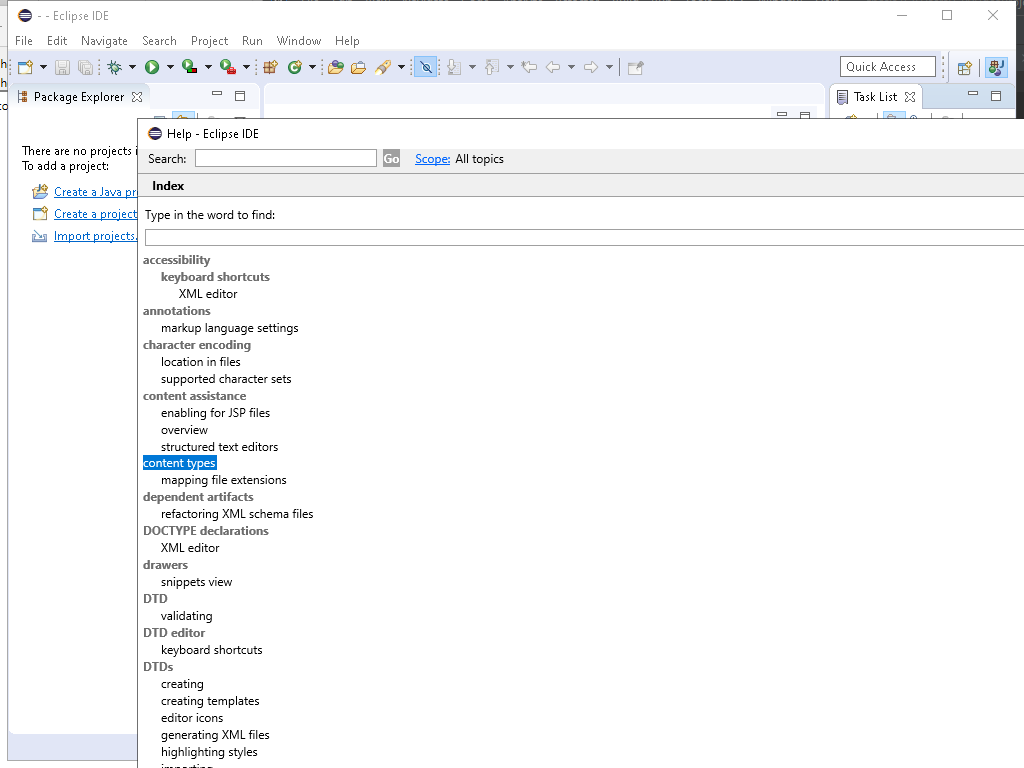 - - Eclipse IDE
File Edit Navigate Search Project Run Window Help
Quick Access
Package Explorer
Task List
There are no projects i
To add a project:
Create a Java pr
Create a project
Import projects.
Help - Eclipse IDE
Search: Go Scope: All topics
Index
Type in the word to find:
accessibility
keyboard shortcuts
XML editor
annotations
markup language settings
character encoding
location in files
supported character sets
content assistance
enabling for JSP files
overview
structured text editors
content types
mapping file extensions
dependent artifacts
refactoring XML schema files
DOCTYPE declarations
XML editor
drawers
snippets view
DTD
validating
DTD editor
keyboard shortcuts
DTDs
creating
creating templates
editor icons
generating XML files
highlighting styles
importing